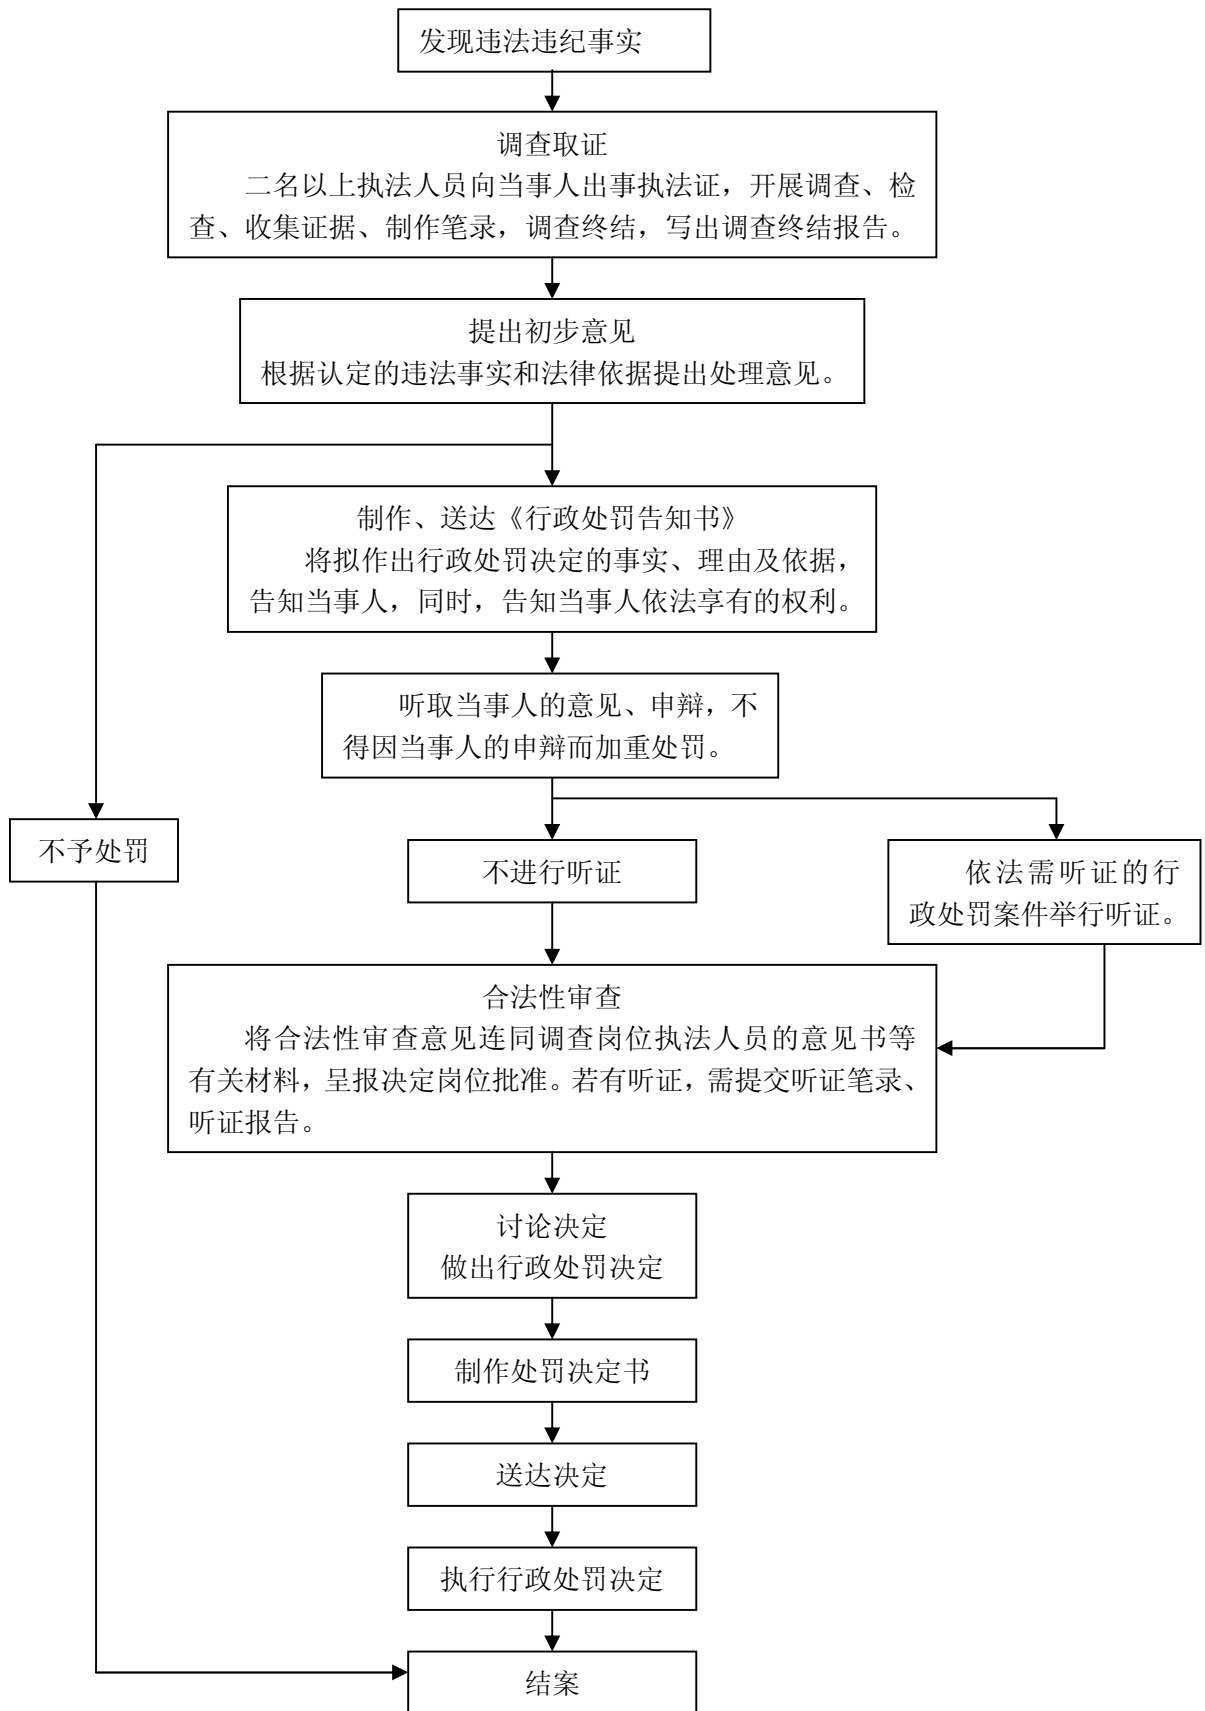 发现违法违纪事实
调查取证
二名以上执法人员向当事人出事执法证，开展调查、检
查、收集证据、制作笔录，调查终结，写出调查终结报告。
提出初步意见
根据认定的违法事实和法律依据提出处理意见。
制作、送达《行政处罚告知书》
将拟作出行政处罚决定的事实、理由及依据，
告知当事人，同时，告知当事人依法享有的权利。
听取当事人的意见、申辩，不
得因当事人的申辩而加重处罚。
不予处罚
不进行听证
依法需听证的行
政处罚案件举行听证。
合法性审查
将合法性审查意见连同调查岗位执法人员的意见书等
有关材料，呈报决定岗位批准。若有听证，需提交听证笔录、
听证报告。
讨论决定
做出行政处罚决定
制作处罚决定书
送达决定
执行行政处罚决定
结案